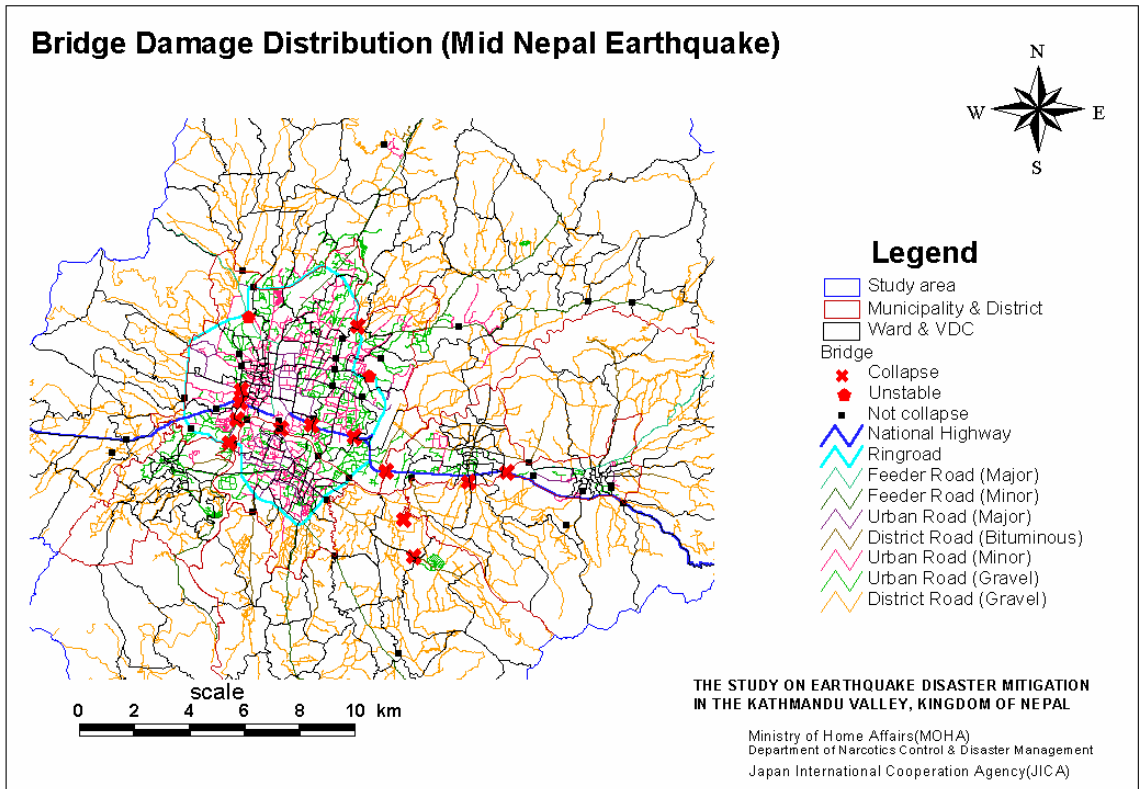 Bridge Damage Distribution (Mid Nepal Earthquake)
N
W E
S
Legend
Study area
Municipality & District
Ward & VDC
Bridge
Collapse
Unstable
Not collapse
National Highway
Ringroad
Feeder Road (Major)
Feeder Road (Minor)
Urban Road (Major)
District Road (Bituminous)
Urban Road (Minor)
Urban Road (Gravel)
District Road (Gravel)
scale
0 2 4 6 8 10 km
THE STUDY ON EARTHQUAKE DISASTER MITIGATION
IN THE KATHMANDU VALLEY, KINGDOM OF NEPAL
Ministry of Home Affairs(MOHA)
Department of Narcotics Control & Disaster Management
Japan International Cooperation Agency(JICA)